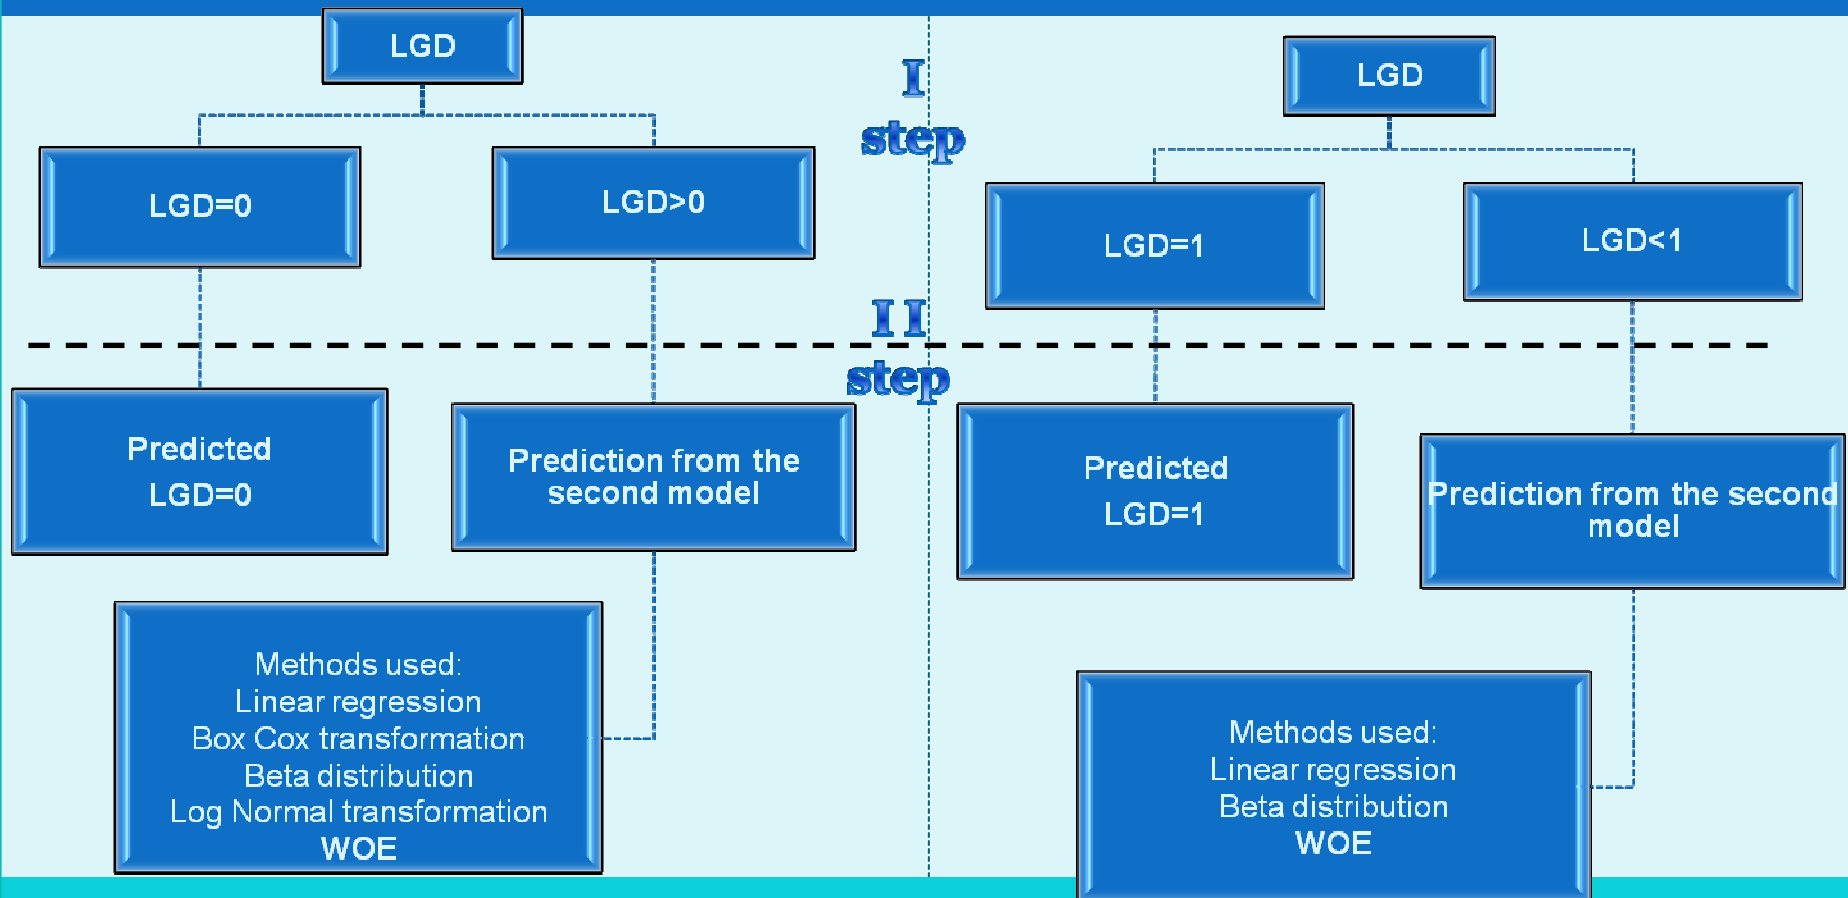 LGD
LGD=0
LGD>0
Predicted
LGD=0
Prediction from the
second model
Methods used:
Linear regression
Box Cox transformation
Beta distribution
Log Normal transformation
WOE
I
step
II
step
LGD
LGD=1
LGD<1
Predicted
LGD=1
Prediction from the second
model
Methods used:
Linear regression
Beta distribution
WOE